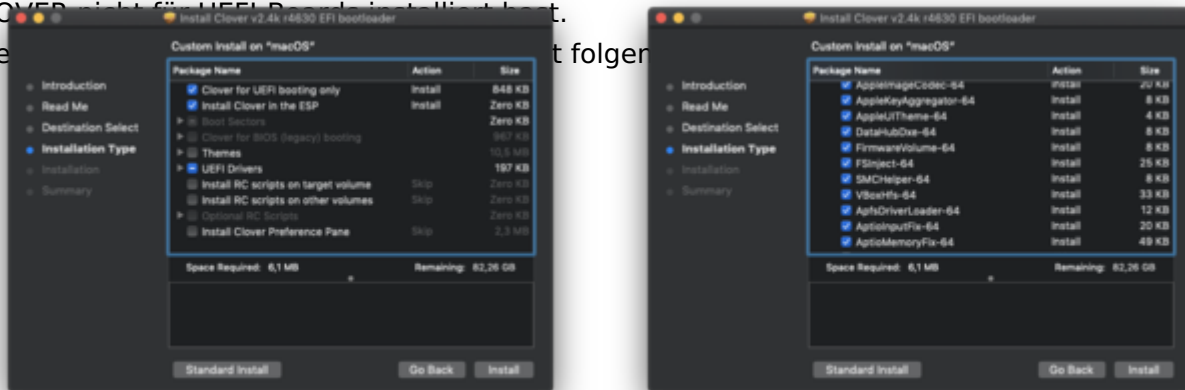 OVER nicht für UEFI Boards installiert hast.
t folgen
Install Clover v2.4k r4630 EFI bootloader
Custom Install on "macOS"
Introduction
Read Me
Destination Select
Installation Type
Installation
Summary
Package Name Action Size
Clover for UEFI booting only Install 848 KB
Install Clover in the ESP Install Zero KB
Boot Sectors Zero KB
Clover for BIOS (legacy) booting 967 KB
Themes 10,5 MB
UEFI Drivers 197 KB
Install RC scripts on target volume Skip Zero KB
Install RC scripts on other volumes Skip Zero KB
Optional RC Scripts Zero KB
Install Clover Preference Pane Skip 2,3 MB
Space Required: 6,1 MB Remaining: 82,26 GB
Standard Install Go Back Install
Install Clover v2.4k r4630 EFI bootloader
Custom Install on "macOS"
Introduction
Read Me
Destination Select
Installation Type
Installation
Summary
Package Name Action Size
AppleImageCodec-64 Install 20 KB
AppleKeyAggregator-64 Install 8 KB
AppleUITheme-64 Install 4 KB
DataHubDxe-64 Install 8 KB
FirmwareVolume-64 Install 8 KB
FSInject-64 Install 25 KB
SMCHelper-64 Install 8 KB
VBoxHfs-64 Install 33 KB
ApfsDriverLoader-64 Install 12 KB
AptioInputFix-64 Install 20 KB
AptioMemoryFix-64 Install 49 KB
Space Required: 6,1 MB Remaining: 82,26 GB
Standard Install Go Back Install